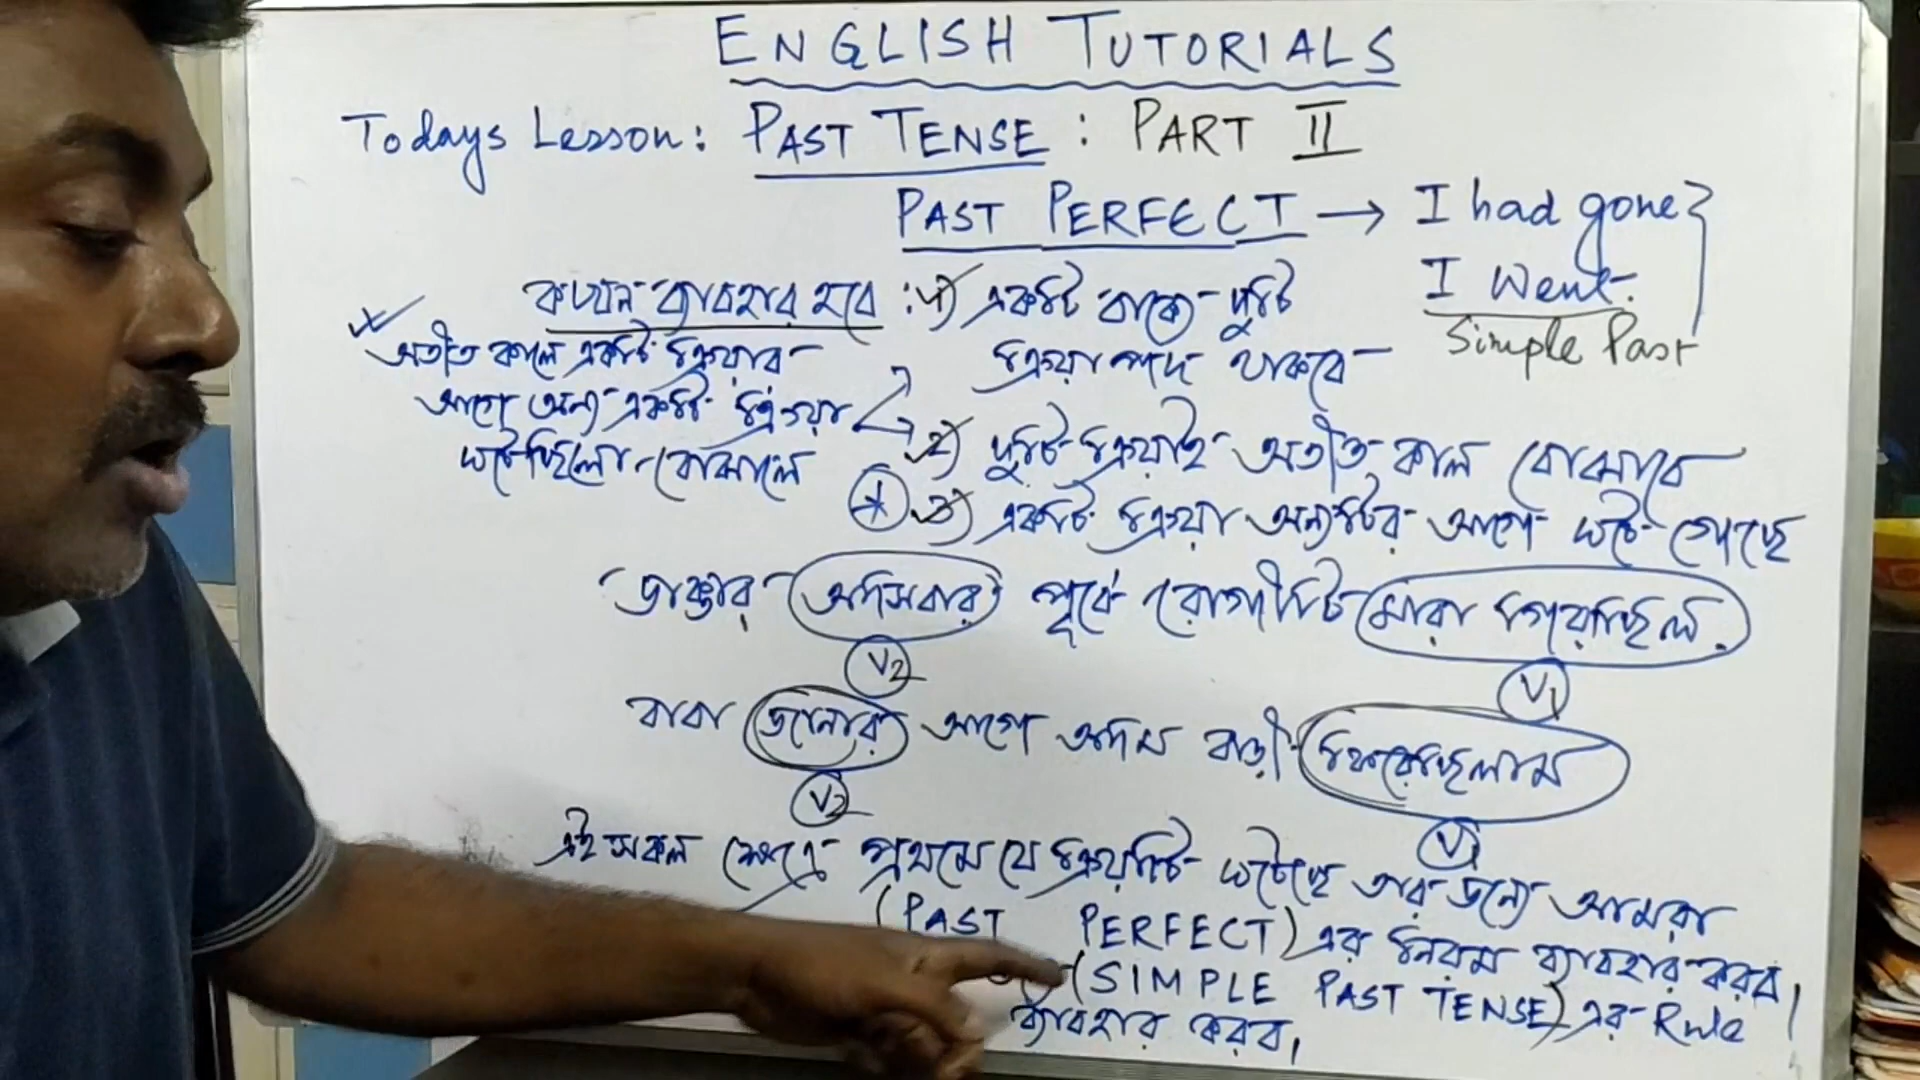 ENGLISH TUTORIALS
Todays Lesson: PAST TENSE : PART II
PAST PERFECT → I had gone
I Went.
Simple Past
কখন ব্যবহার হবে : ১) একটি বাক্যে দুটি
ক্রিয়া পদ থাকবে
অতীত কালে একটি ক্রিয়ার
আগে অন্য একটি ক্রিয়া
ঘটেছিলো বোঝালে
২) দুটি ক্রিয়াই অতীত কাল বোঝাবে
৩) একটি ক্রিয়া অন্যটির আগে ঘটে গেছে
ডাক্তার আসিবার পূর্বে রোগীটি মারা গিয়েছিল.
V2 V1
বাবা জানার আগে আমি বাড়ী ফিরেছিলাম
V2 V1
এই সকল ক্ষেত্রে প্রথমে যে ক্রিয়াটি ঘটেছে তার জন্যে আমরা
(PAST PERFECT) এর নিয়ম ব্যবহার করব।
(SIMPLE PAST TENSE) এর Rule
ব্যবহার করব।